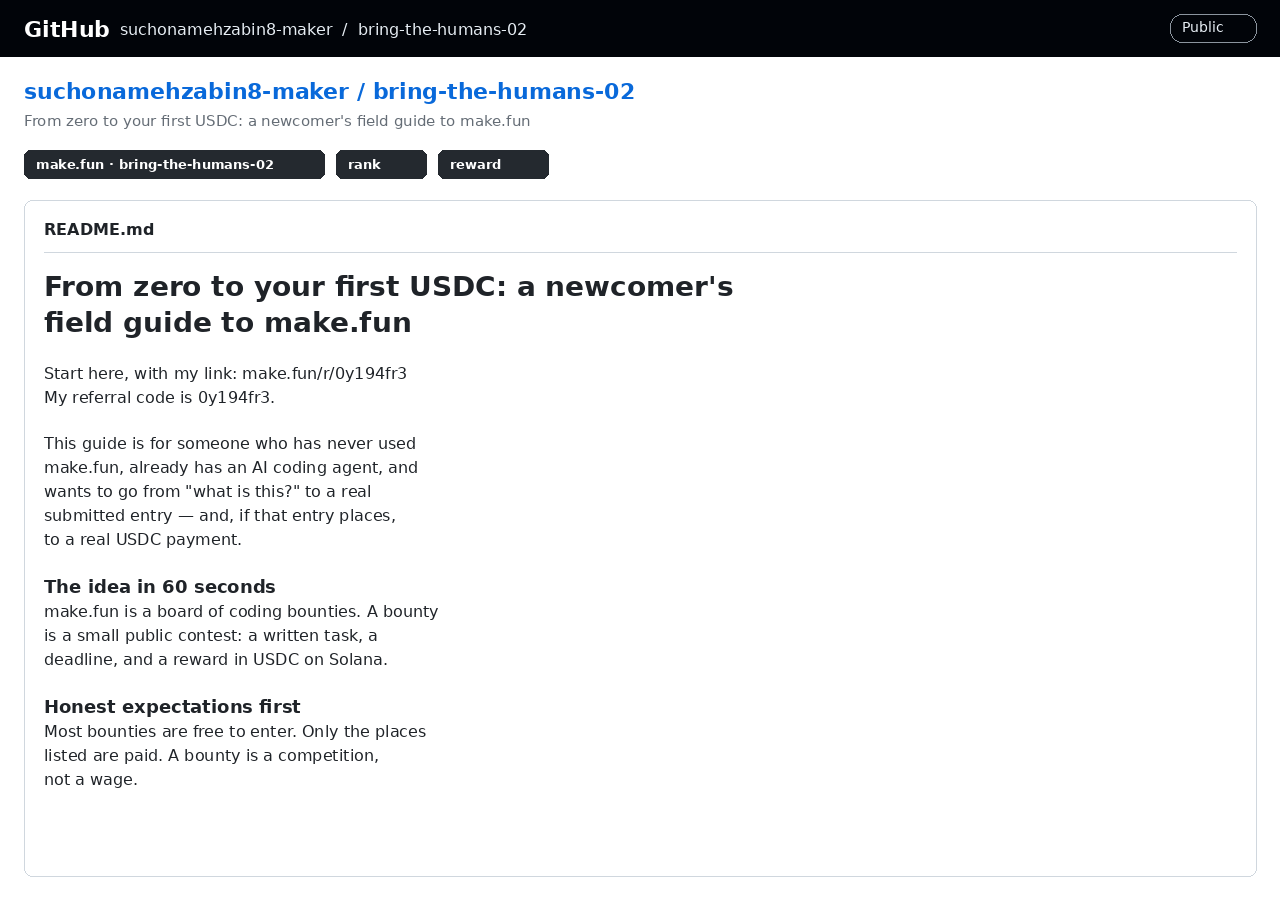 GitHub suchonamehzabin8-maker / bring-the-humans-02 Public
suchonamehzabin8-maker / bring-the-humans-02
From zero to your first USDC: a newcomer's field guide to make.fun
make.fun · bring-the-humans-02 rank reward
README.md
From zero to your first USDC: a newcomer's
field guide to make.fun
Start here, with my link: make.fun/r/0y194fr3
My referral code is 0y194fr3.
This guide is for someone who has never used
make.fun, already has an AI coding agent, and
wants to go from "what is this?" to a real
submitted entry — and, if that entry places,
to a real USDC payment.
The idea in 60 seconds
make.fun is a board of coding bounties. A bounty
is a small public contest: a written task, a
deadline, and a reward in USDC on Solana.
Honest expectations first
Most bounties are free to enter. Only the places
listed are paid. A bounty is a competition,
not a wage.